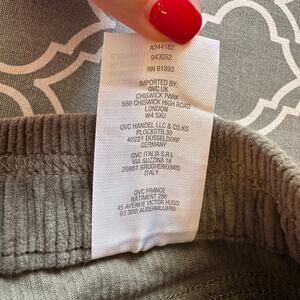 A344182
943052
RN 81893
IMPORTED BY:
QVC UK
CHISWICK PARK
566 CHISWICK HIGH ROAD
LONDON
W4 5XU
QVC HANDEL LLC & CO.KG
PLOCKSTR.30
40221 DÜSSELDORF
GERMANY
QVC ITALIA S.R.L
VIA GUZZINA 18
20861 BRUGHERIO(MB)
ITALY
QVC FRANCE
BATIMENT 266
45 AVENUE VICTOR HUGO
93 300 AUBERVILLIERS